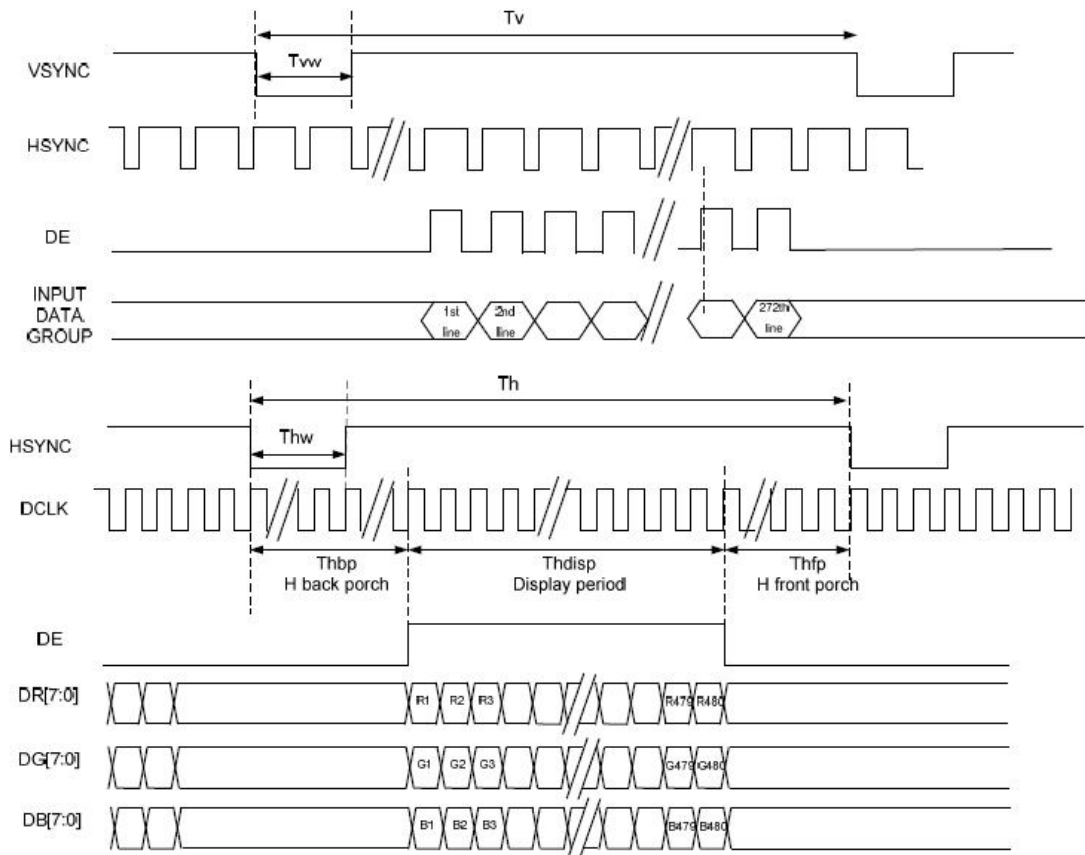 Tv
Tvw
VSYNC
HSYNC
DE
INPUT
DATA
GROUP
1st
line
2nd
line
272th
line
Th
HSYNC
Thw
DCLK
Thbp
H back porch
Thdisp
Display period
Thfp
H front porch
DE
DR[7:0]
R1 R2 R3 R479 R480
DG[7:0]
G1 G2 G3 G479 G480
DB[7:0]
B1 B2 B3 B479 B480